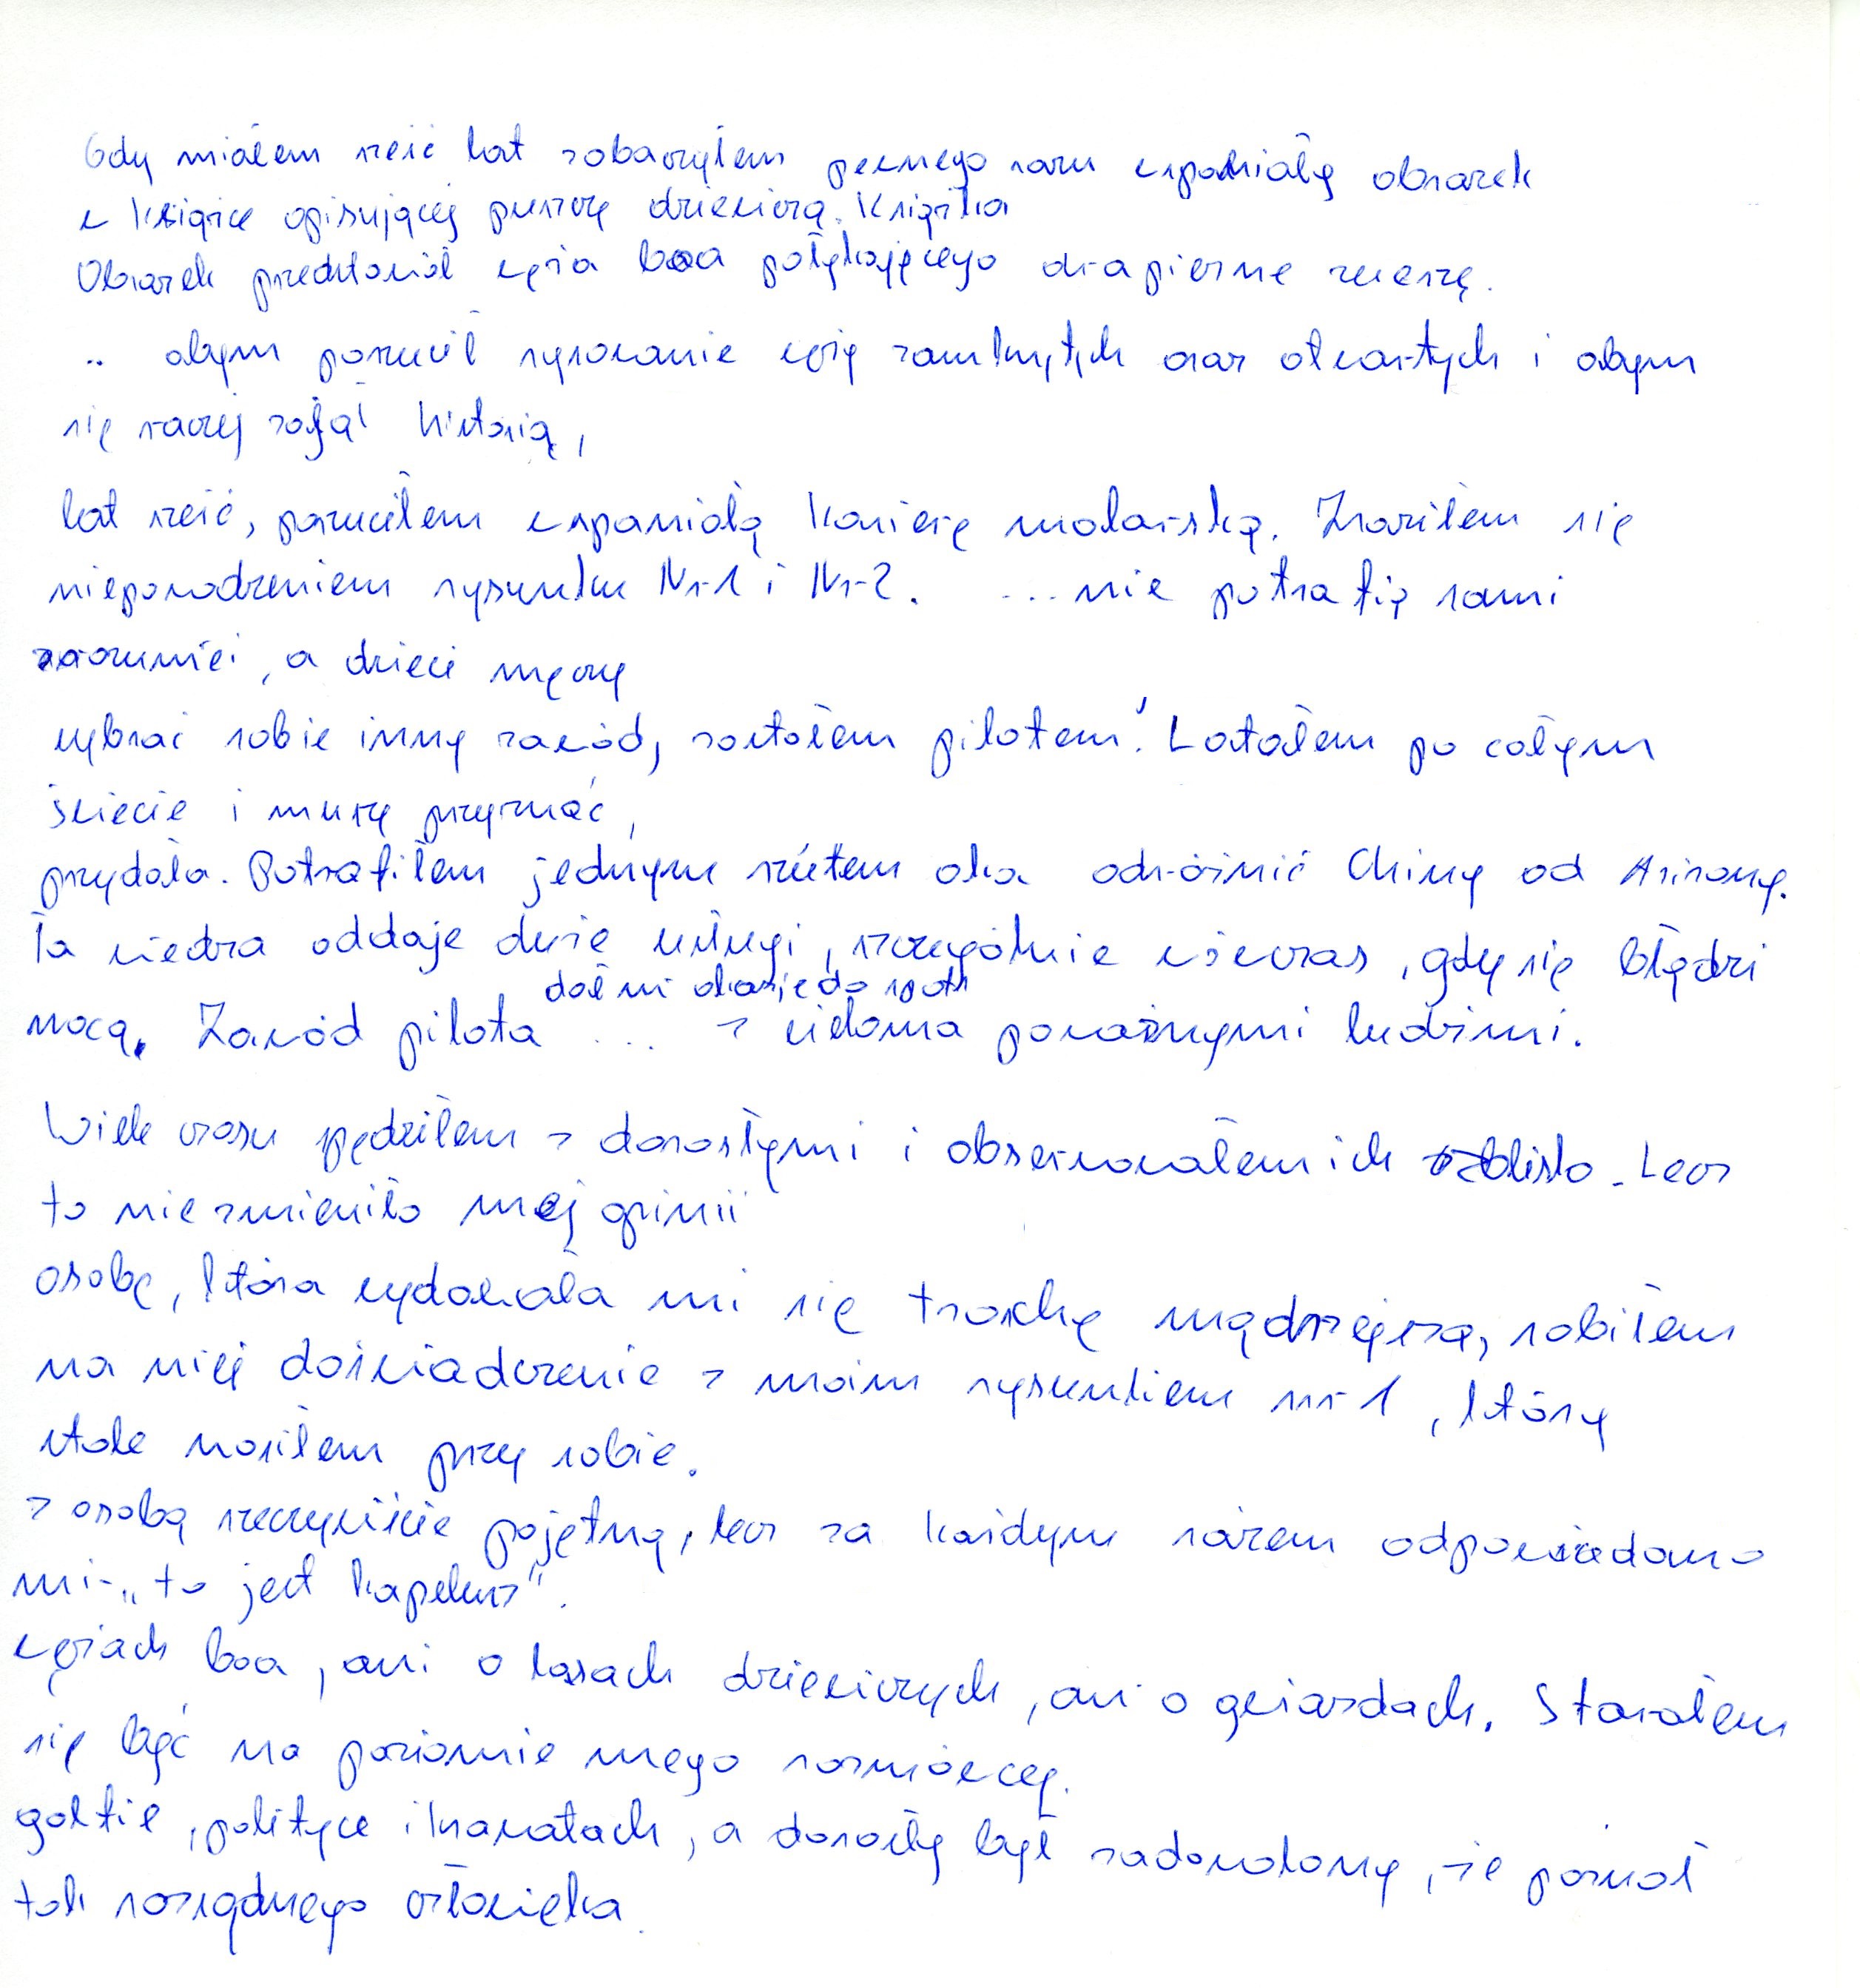 Gdy miałem sześć lat zobaczyłem pewnego razu wspaniały obrazek
w książce opisującej puszczę dziewiczą. Książka
Obrazek przedstawiał węża boa połykającego drapieżne zwierzę.
.. abym porzucił rysowanie węży zamkniętych oraz otwartych i abym
się raczej zajął historią,
lat sześć, porzuciłem wspaniałą karierę malarską. Zraziłem się
niepowodzeniem rysunku Nr 1 i Nr 2. ... nie potrafią sami
zrozumieć, a dzieci męczy
wybrać sobie inny zawód, zostałem pilotem. Latałem po całym
świecie i muszę przyznać,
przydała. Potrafiłem jednym rzutem oka odróżnić Chiny od Arizony.
Ta wiedza oddaje duże usługi, szczególnie wówczas, gdy się błądzi
dał mi okazję do spotk
nocą. Zawód pilota ... z wieloma poważnymi ludźmi.
Wiele czasu spędziłem z dorosłymi i obserwowałem ich z bliska. Lecz
to nie zmieniło mej opinii
osobę, która wydawała mi się troszkę mądrzejsza, robiłem
na niej doświadczenie z moim rysunkiem nr 1, który
stale nosiłem przy sobie.
z osobą rzeczywiście pojętną, lecz za każdym razem odpowiadano
mi - „to jest kapelusz".
wężach boa, ani o lasach dziewiczych, ani o gwiazdach. Starałem
się być na poziomie mego rozmówcy.
golfie, polityce i krawatach, a dorosły był zadowolony, że poznał
tak rozsądnego człowieka.